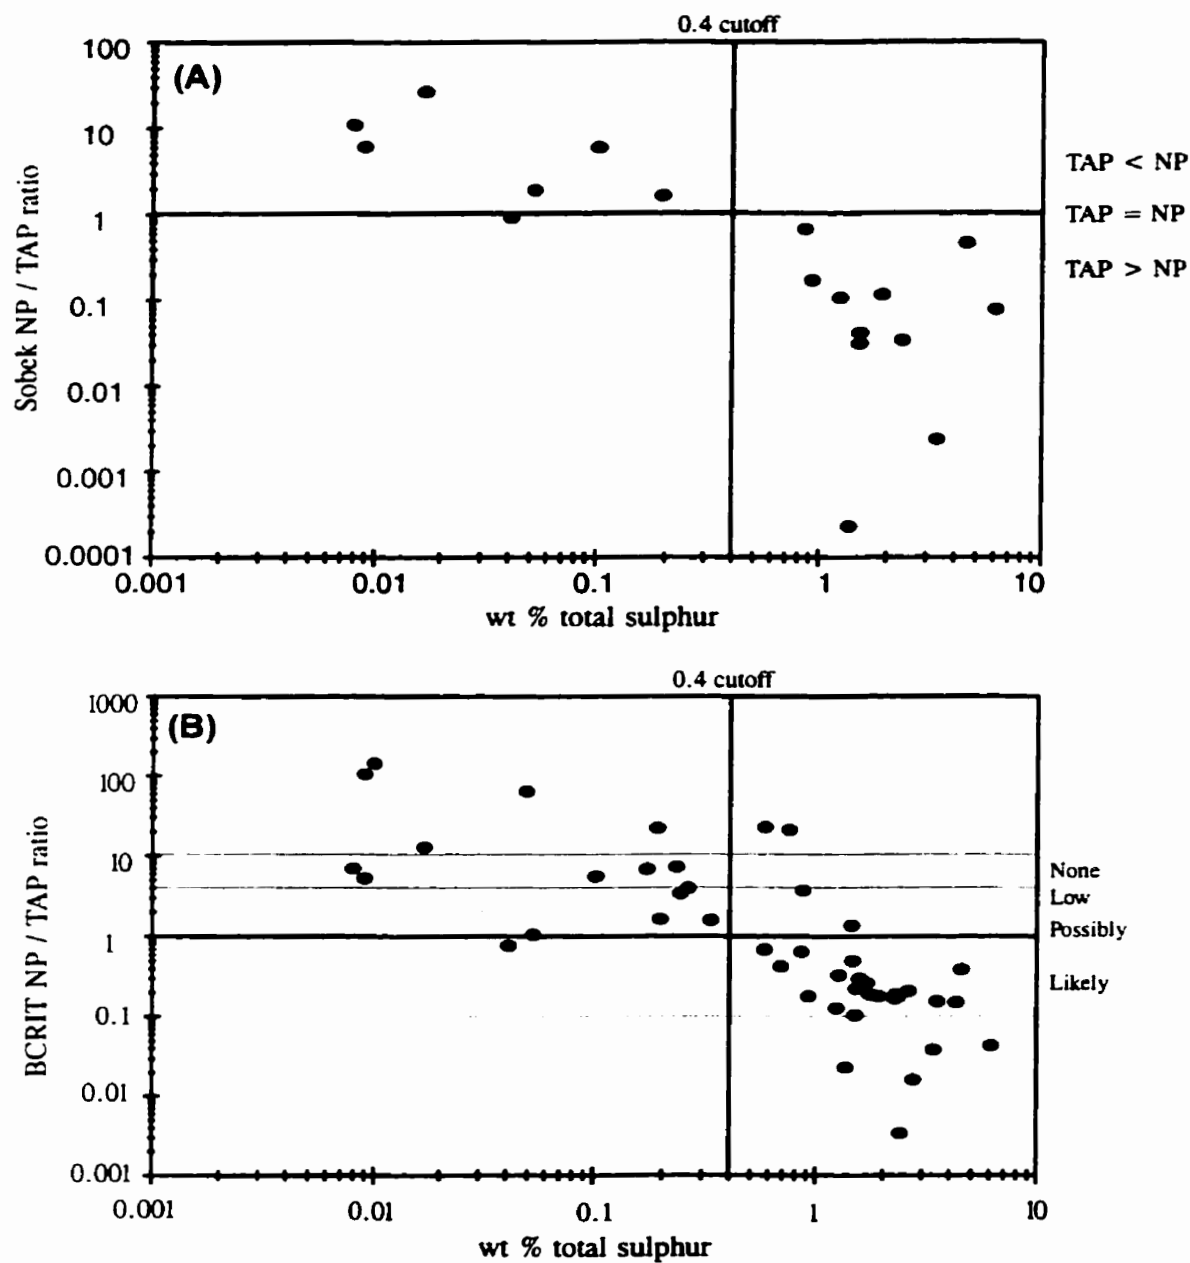 0.4 cutoff
100
(A)
10
1
0.1
0.01
0.001
0.0001
Sobek NP / TAP ratio
TAP < NP
TAP = NP
TAP > NP
0.001
0.01
0.1
1
10
wt % total sulphur
0.4 cutoff
1000
(B)
100
10
1
0.1
0.01
0.001
BCRIT NP / TAP ratio
None
Low
Possibly
Likely
0.001
0.01
0.1
1
10
wt % total sulphur